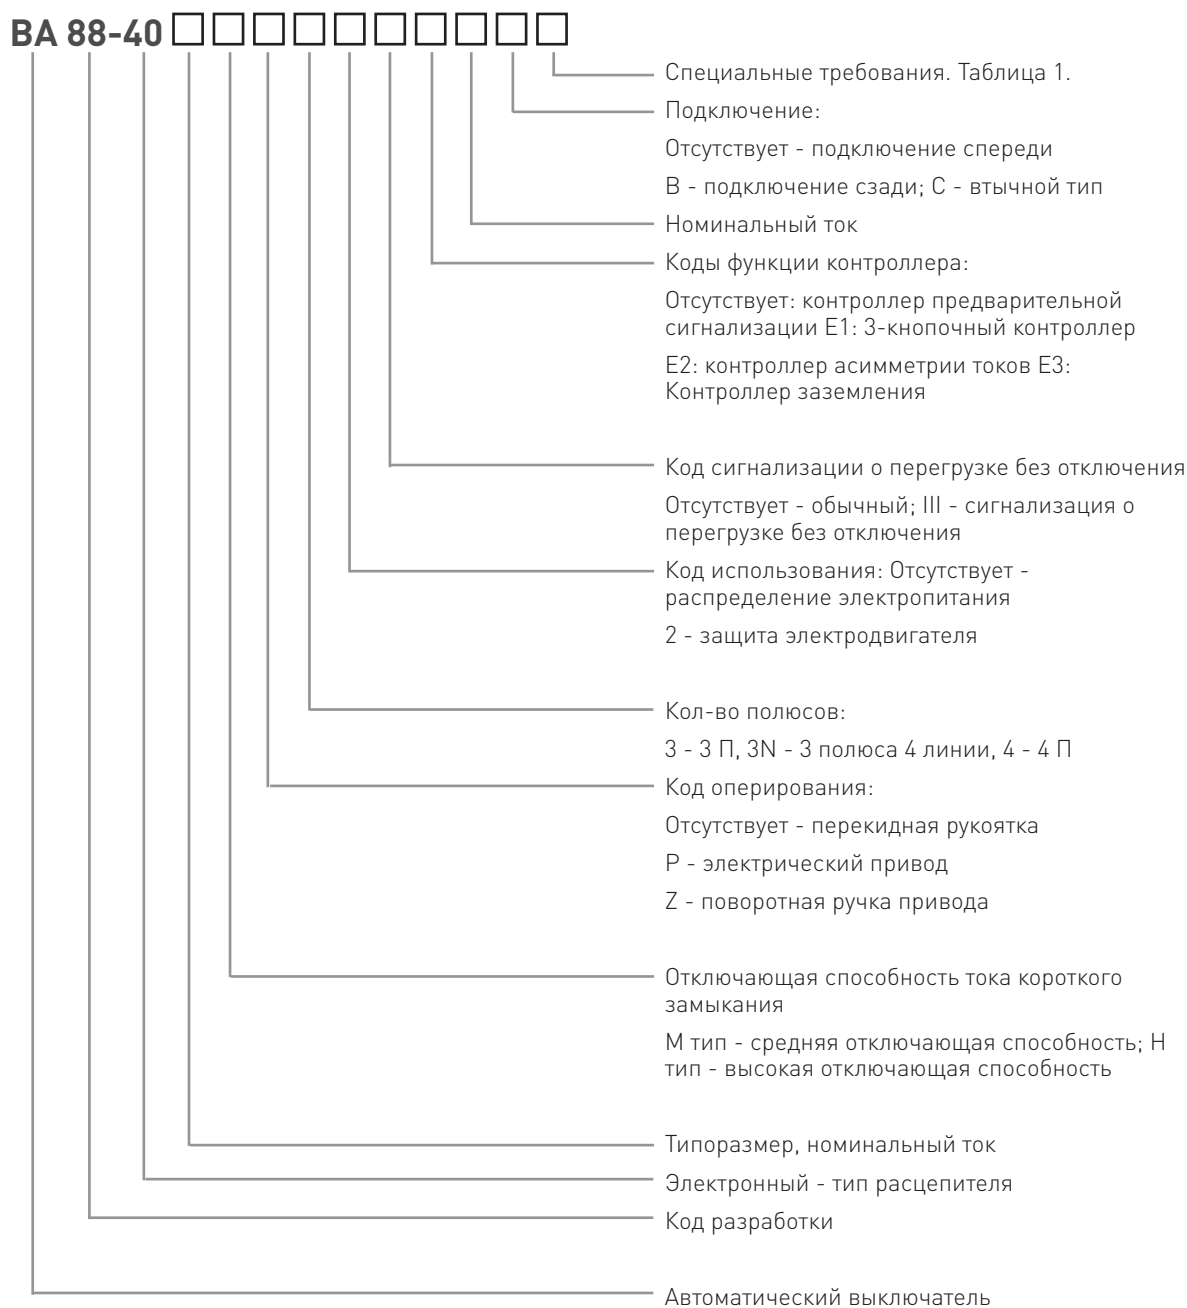 ВА 88-40
Специальные требования. Таблица 1.
Подключение:
Отсутствует - подключение спереди
В - подключение сзади; С - втычной тип
Номинальный ток
Коды функции контроллера:
Отсутствует: контроллер предварительной
сигнализации Е1: 3-кнопочный контроллер
Е2: контроллер асимметрии токов Е3:
Контроллер заземления
Код сигнализации о перегрузке без отключения
Отсутствует - обычный; III - сигнализация о
перегрузке без отключения
Код использования: Отсутствует -
распределение электропитания
2 - защита электродвигателя
Кол-во полюсов:
3 - 3 П, 3N - 3 полюса 4 линии, 4 - 4 П
Код оперирования:
Отсутствует - перекидная рукоятка
Р - электрический привод
Z - поворотная ручка привода
Отключающая способность тока короткого
замыкания
М тип - средняя отключающая способность; Н
тип - высокая отключающая способность
Типоразмер, номинальный ток
Электронный - тип расцепителя
Код разработки
Автоматический выключатель